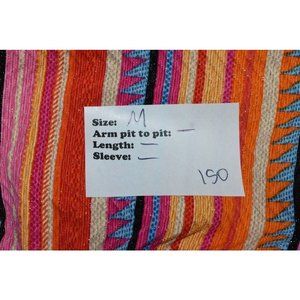 Size: M
Arm pit to pit: —
Length: —
Sleeve: —
150